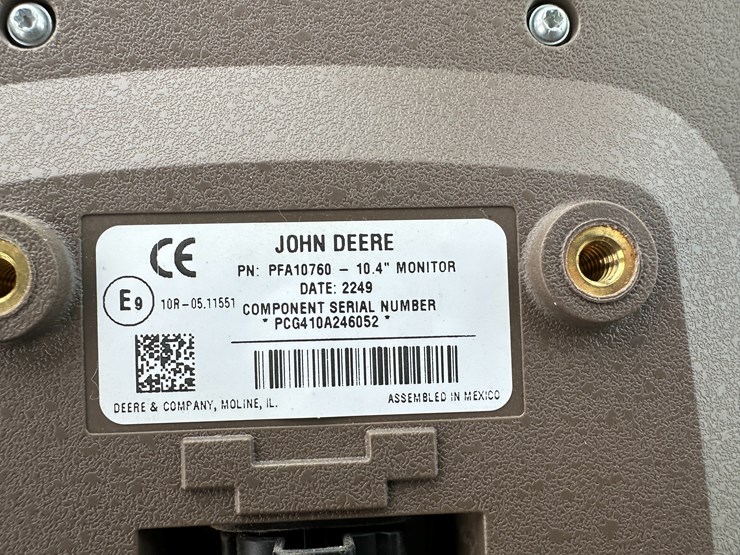 CE
JOHN DEERE
PN: PFA10760 – 10.4" MONITOR
DATE: 2249
E9 10R-05.11551
COMPONENT SERIAL NUMBER
* PCG410A246052 *
DEERE & COMPANY, MOLINE, IL.
ASSEMBLED IN MEXICO